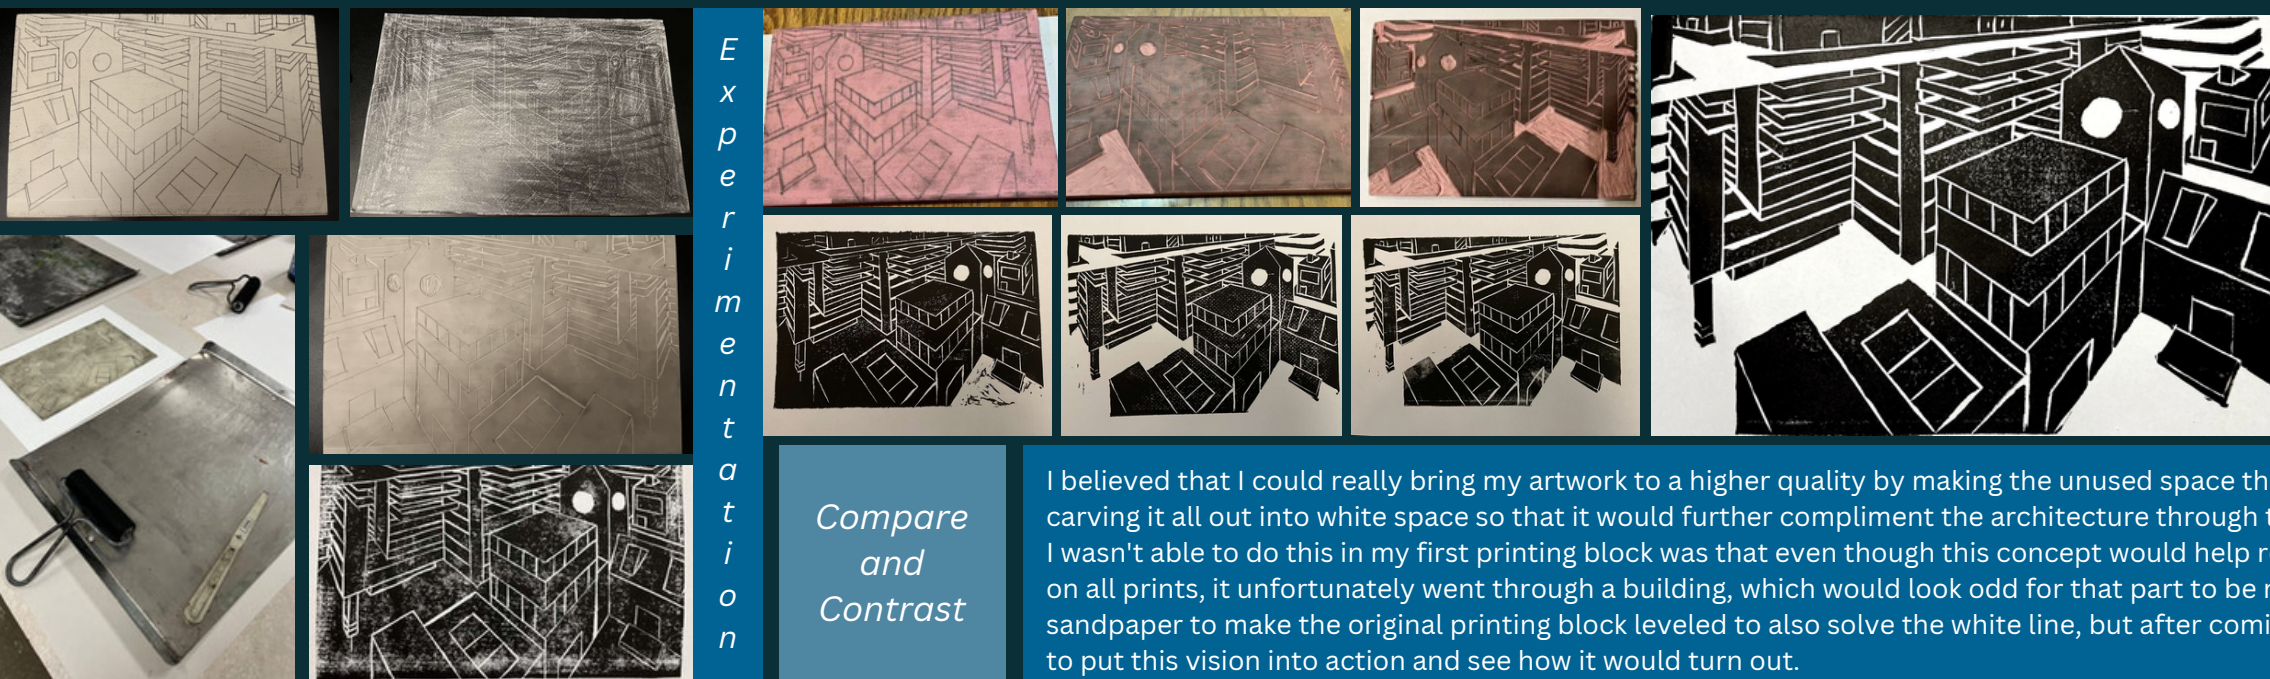 Experimentation
Compare
and
Contrast
I believed that I could really bring my artwork to a higher quality by making the unused space
carving it all out into white space so that it would further compliment the architecture through
I wasn't able to do this in my first printing block was that even though this concept would help
on all prints, it unfortunately went through a building, which would look odd for that part to be
sandpaper to make the original printing block leveled to also solve the white line, but after
to put this vision into action and see how it would turn out.